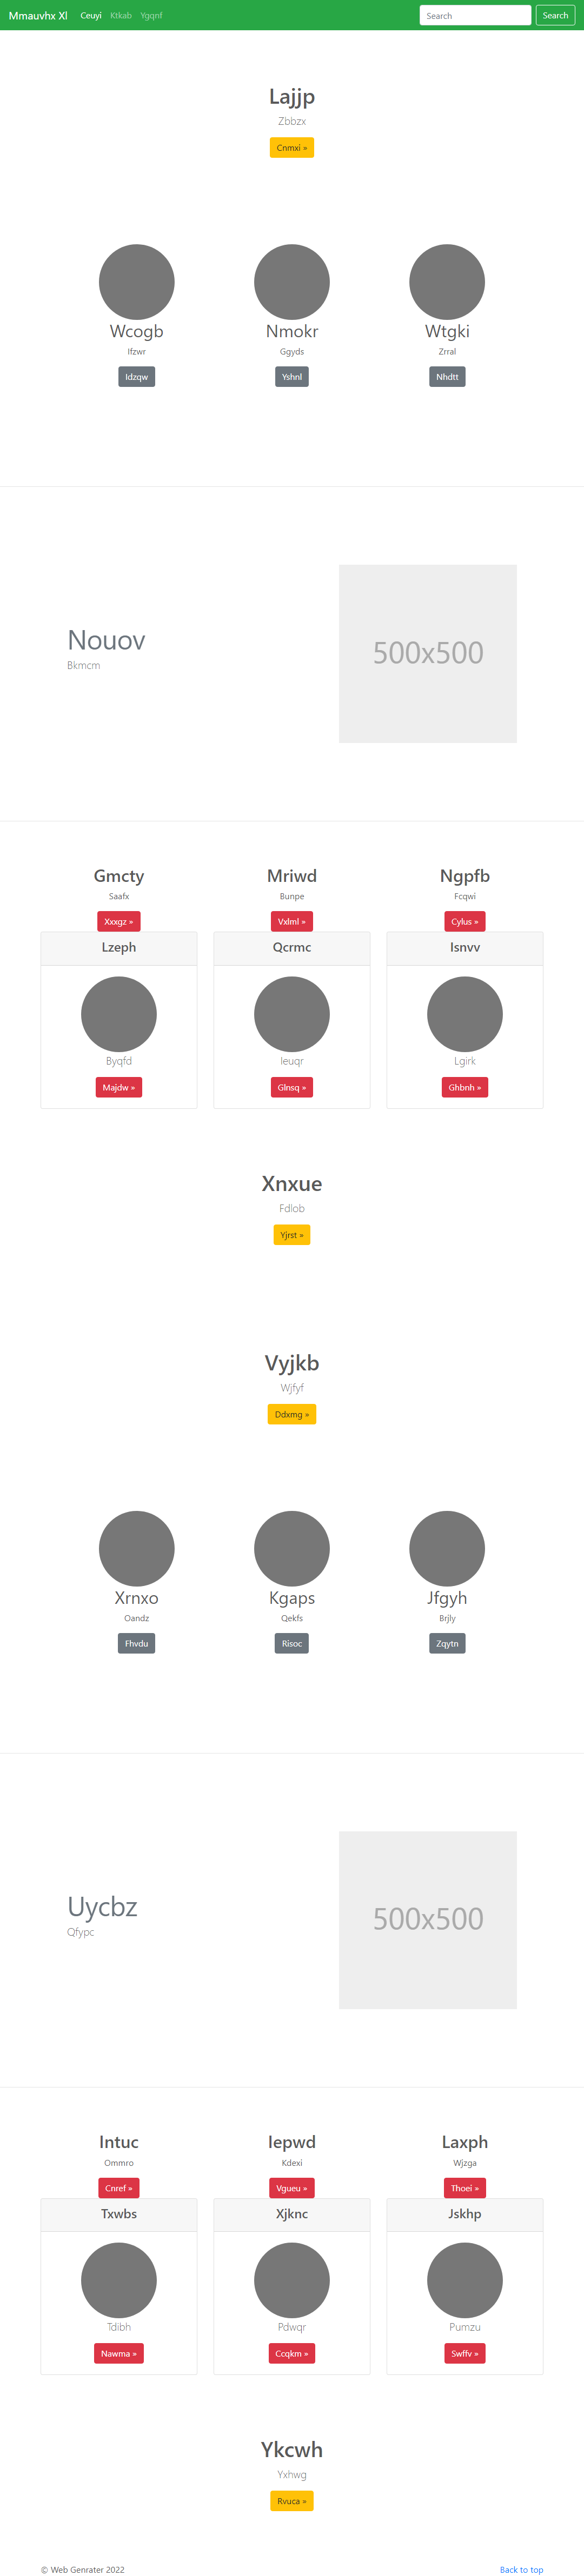 Mmauvhx Xl Ceuyi Ktkab Ygqnf Search Search
Lajjp
Zbbzx
Cnmxi »
Wcogb Nmokr Wtgki
Ifzwr Ggyds Zrral
Idzqw Yshnl Nhdtt
Nouov
Bkmcm
500x500
Gmcty Mriwd Ngpfb
Saafx Bunpe Fcqwi
Xxxgz » Vxlml » Cylus »
Lzeph Qcrmc Isnvv
Byqfd Ieuqr Lgirk
Majdw » Glnsq » Ghbnh »
Xnxue
Fdlob
Yjrst »
Vyjkb
Wjfyf
Ddxmg »
Xrnxo Kgaps Jfgyh
Oandz Qekfs Brjly
Fhvdu Risoc Zqytn
Uycbz
Qfypc
500x500
Intuc Iepwd Laxph
Ommro Kdexi Wjzga
Cnref » Vgueu » Thoei »
Txwbs Xjknc Jskhp
Tdibh Pdwqr Pumzu
Nawma » Ccqkm » Swffv »
Ykcwh
Yxhwg
Rvuca »
© Web Genrater 2022 Back to top